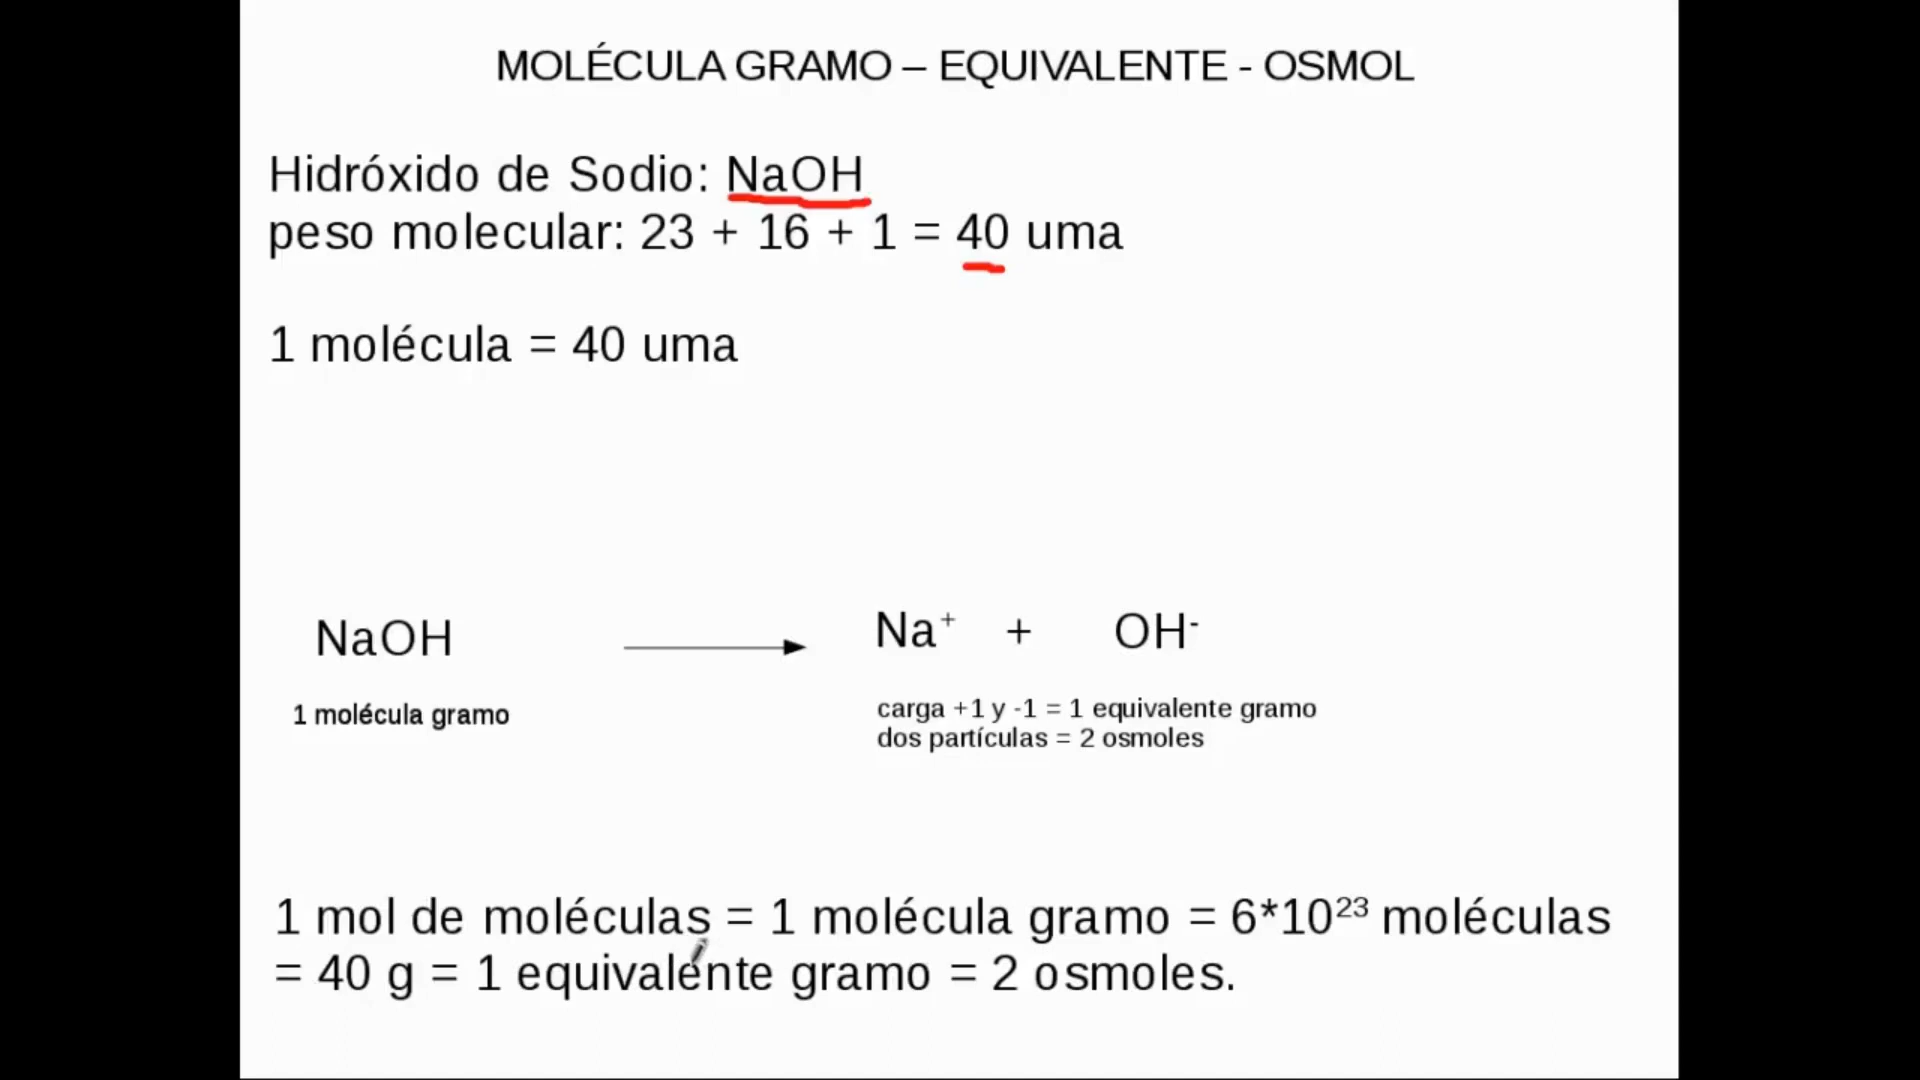 MOLÉCULA GRAMO – EQUIVALENTE - OSMOL
Hidróxido de Sodio: NaOH
peso molecular: 23 + 16 + 1 = 40 uma
1 molécula = 40 uma
NaOH
Na⁺ + OH⁻
1 molécula gramo
carga +1 y -1 = 1 equivalente gramo
dos partículas = 2 osmoles
1 mol de moléculas = 1 molécula gramo = 6*10²³ moléculas
= 40 g = 1 equivalente gramo = 2 osmoles.